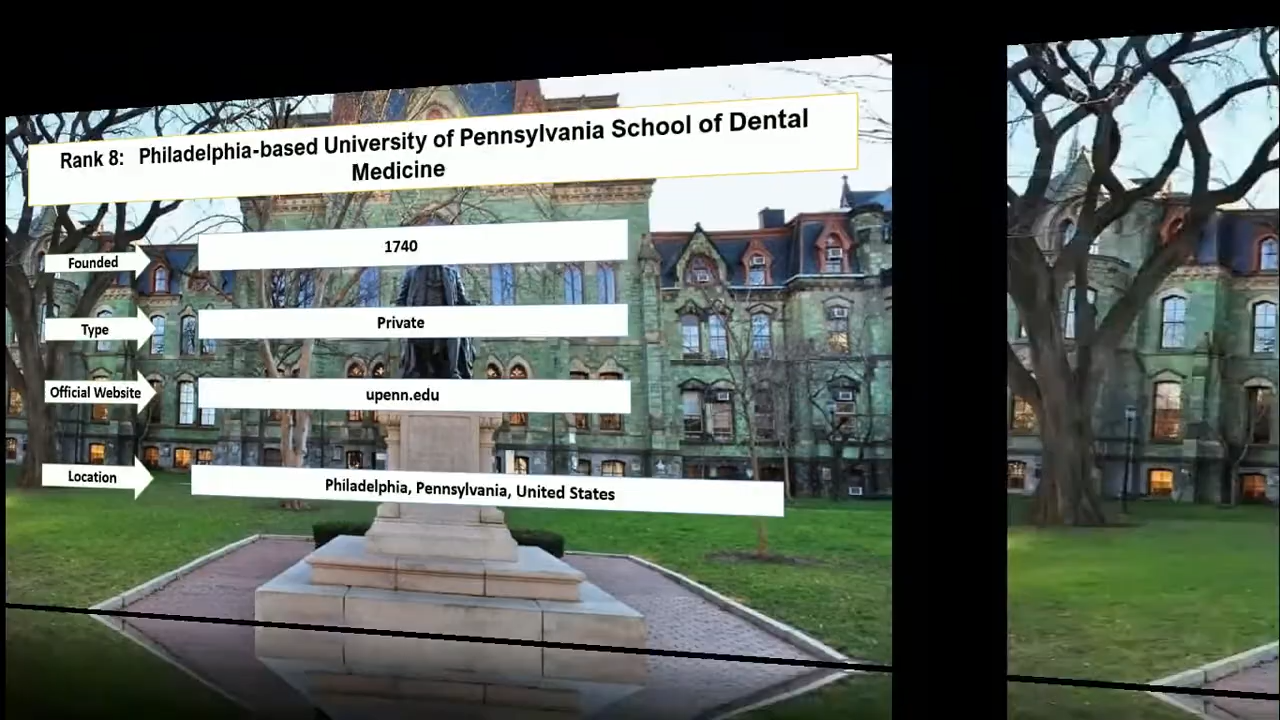 Rank 8: Philadelphia-based University of Pennsylvania School of Dental
Medicine
Founded
1740
Type
Private
Official Website
upenn.edu
Location
Philadelphia, Pennsylvania, United States